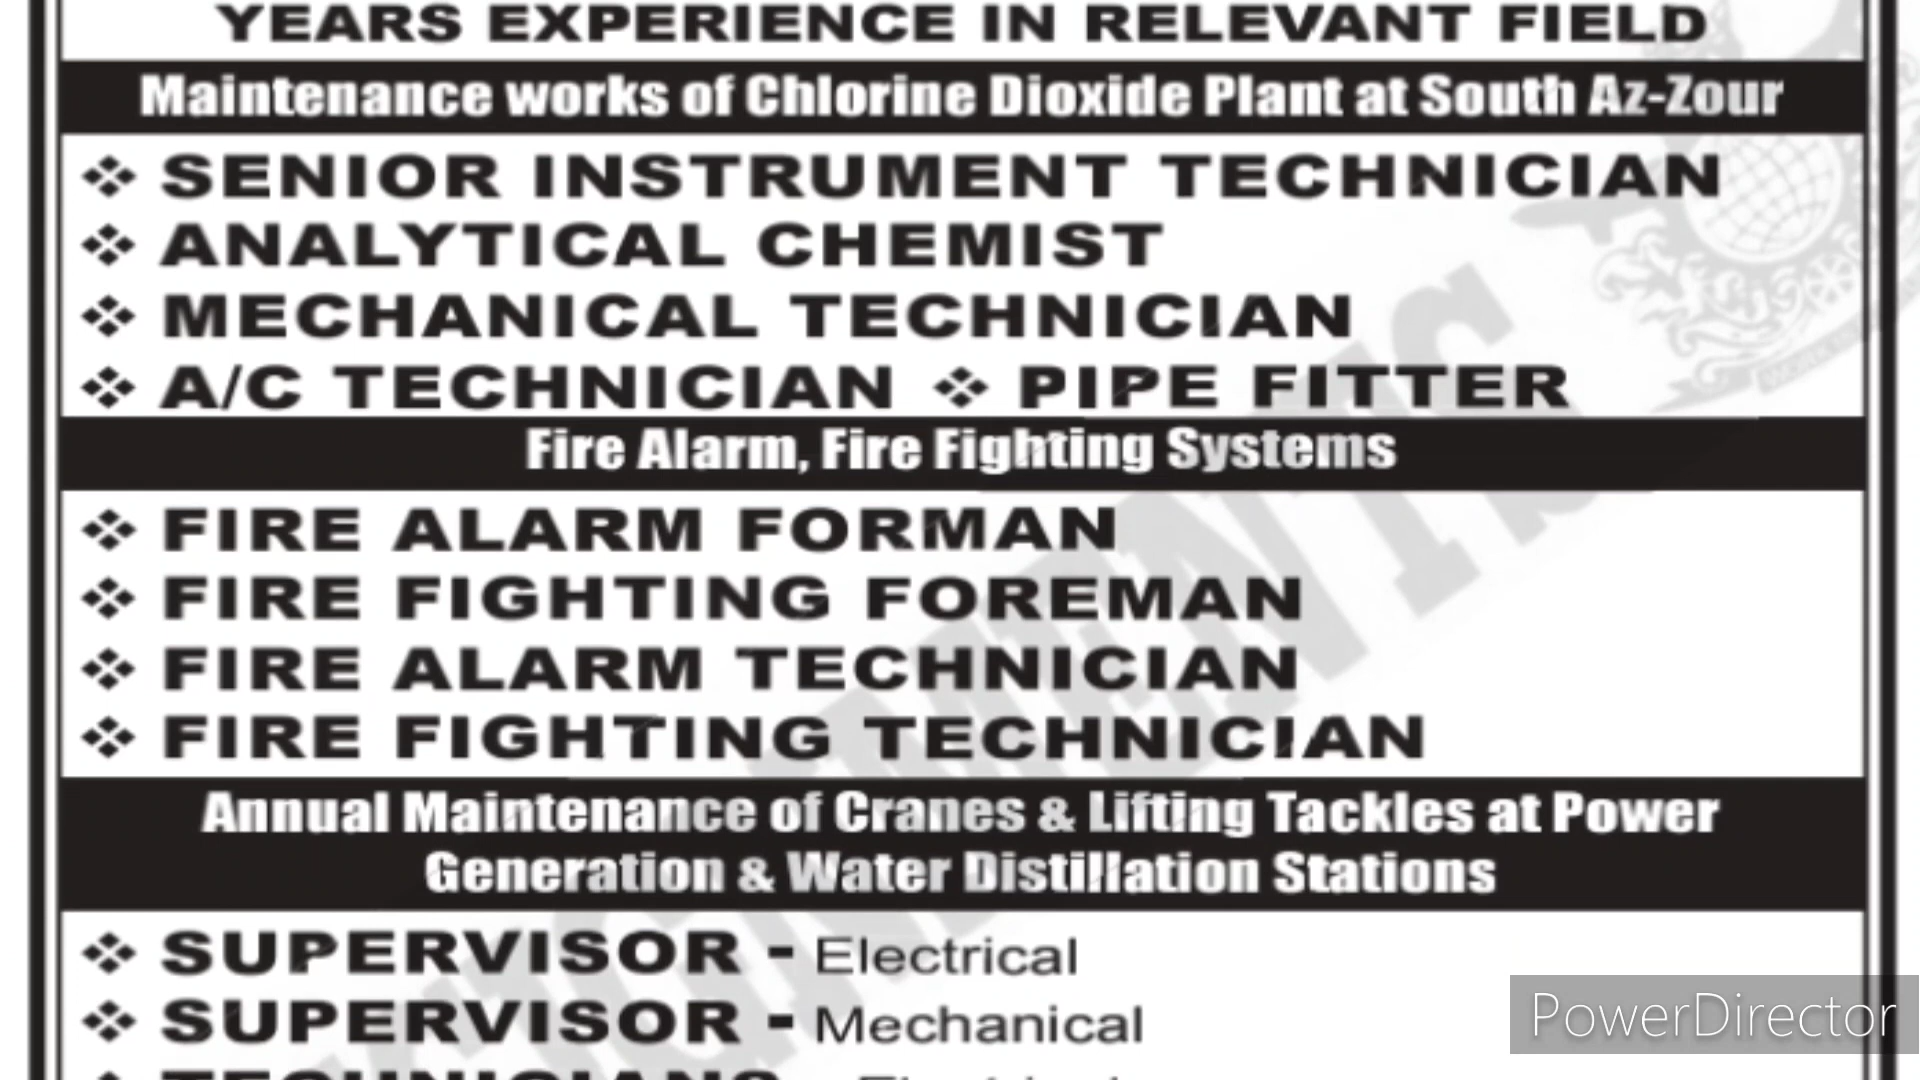 YEARS EXPERIENCE IN RELEVANT FIELD
Maintenance works of Chlorine Dioxide Plant at South Az-Zour
❖ SENIOR INSTRUMENT TECHNICIAN
❖ ANALYTICAL CHEMIST
❖ MECHANICAL TECHNICIAN
❖ A/C TECHNICIAN ❖ PIPE FITTER
Fire Alarm, Fire Fighting Systems
❖ FIRE ALARM FORMAN
❖ FIRE FIGHTING FOREMAN
❖ FIRE ALARM TECHNICIAN
❖ FIRE FIGHTING TECHNICIAN
Annual Maintenance of Cranes & Lifting Tackles at Power
Generation & Water Distillation Stations
❖ SUPERVISOR - Electrical
❖ SUPERVISOR - Mechanical
PowerDirector